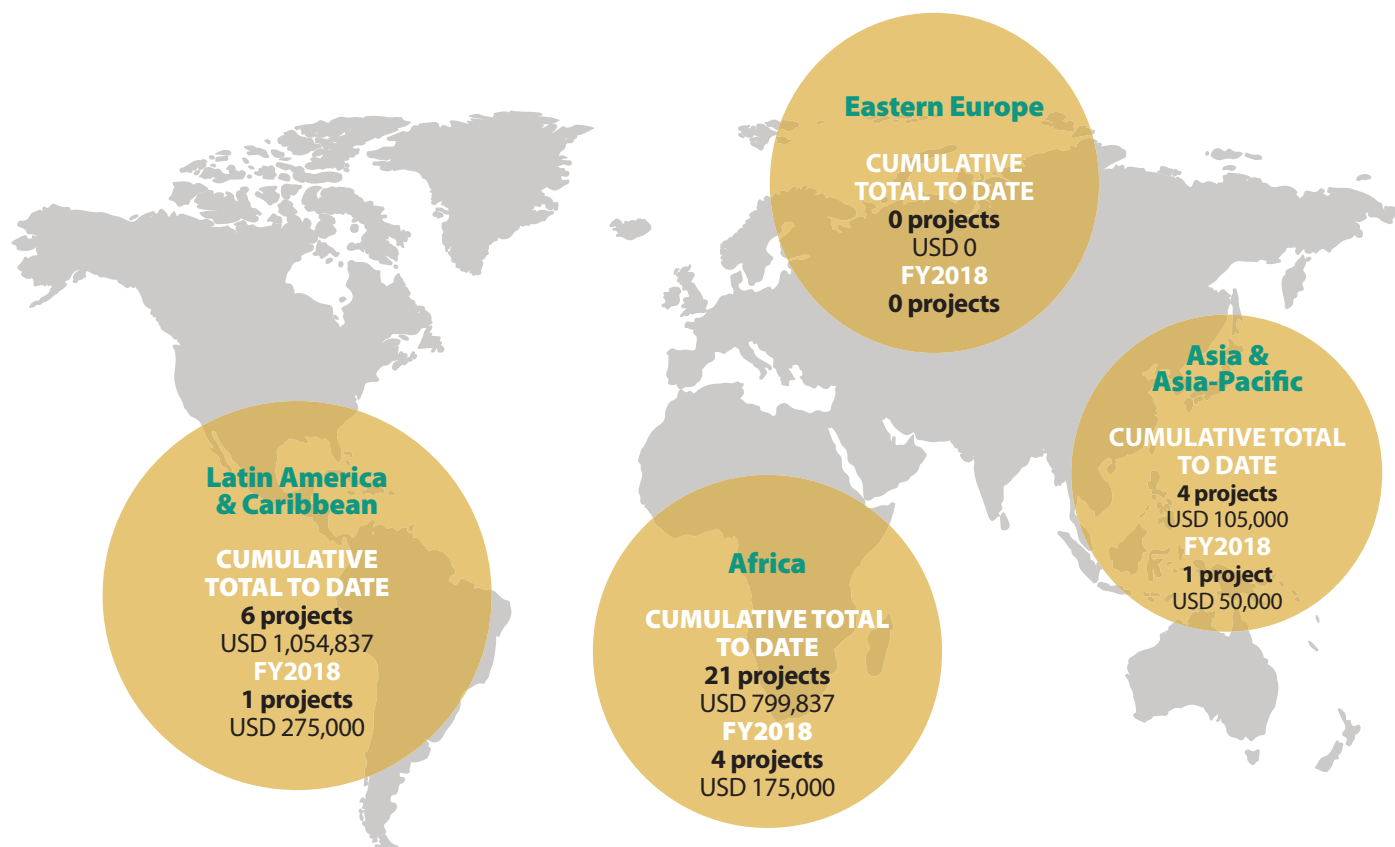 Eastern Europe
CUMULATIVE
TOTAL TO DATE
0 projects
USD 0
FY2018
0 projects
Asia &
Asia-Pacific
CUMULATIVE TOTAL
TO DATE
4 projects
USD 105,000
FY2018
1 project
USD 50,000
Latin America
& Caribbean
CUMULATIVE
TOTAL TO DATE
6 projects
USD 1,054,837
FY2018
1 projects
USD 275,000
Africa
CUMULATIVE TOTAL
TO DATE
21 projects
USD 799,837
FY2018
4 projects
USD 175,000